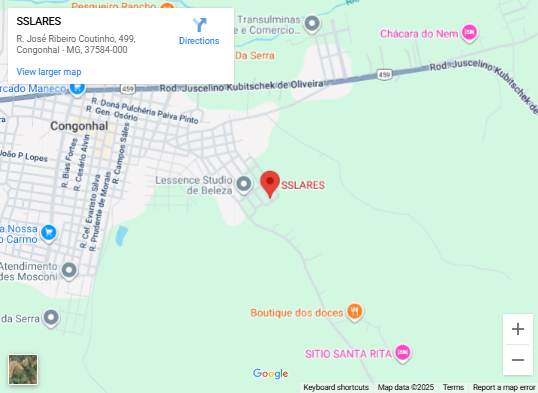 SSLARES
R. José Ribeiro Coutinho, 499,
Congonhal - MG, 37584-000
Directions
View larger map
Pesqueiro Rancho
Transulminas
e Comercio...
Da Serra
Chácara do Nem
459
Rod. Juscelino Kubitschek de
rcado Maneco
459
Rod. Juscelino Kubitschek de Oliveira
R. Doná Pulchéria Paiva Pinto
R. Gen. Osório
Congonhal
João P Lopes
R. Bias Fortes
R. Cesário Alvin
R. Campos Sales
R. Cel. Evaristo Silva
R. Prudente de Morais
Lessence Studio
de Beleza
SSLARES
a Nossa
o Carmo
Atendimento
des Mosconi
da Serra
Boutique dos doces
SITIO SANTA RITA
Google
Keyboard shortcuts
Map data ©2025
Terms
Report a map error